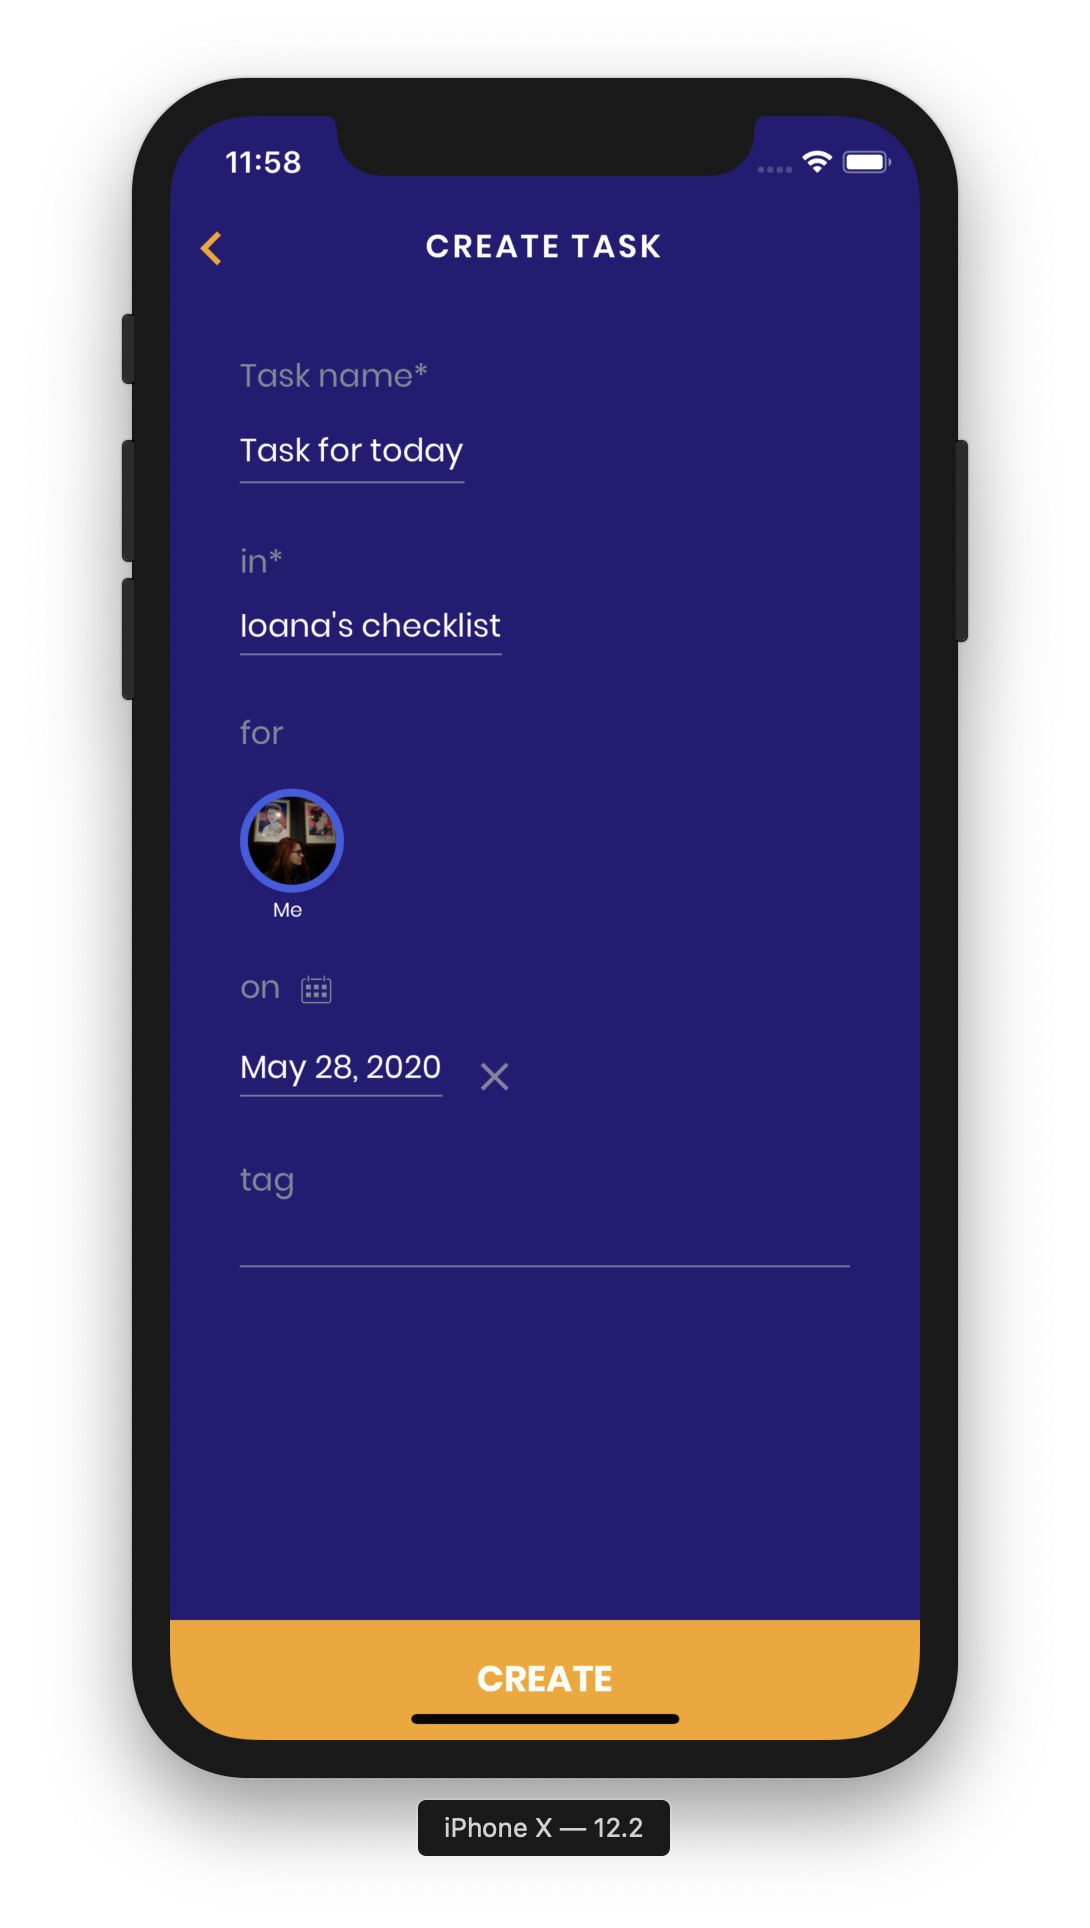 11:58
CREATE TASK
Task name*
Task for today
in*
Ioana's checklist
for
Me
on
May 28, 2020
tag
CREATE
iPhone X — 12.2